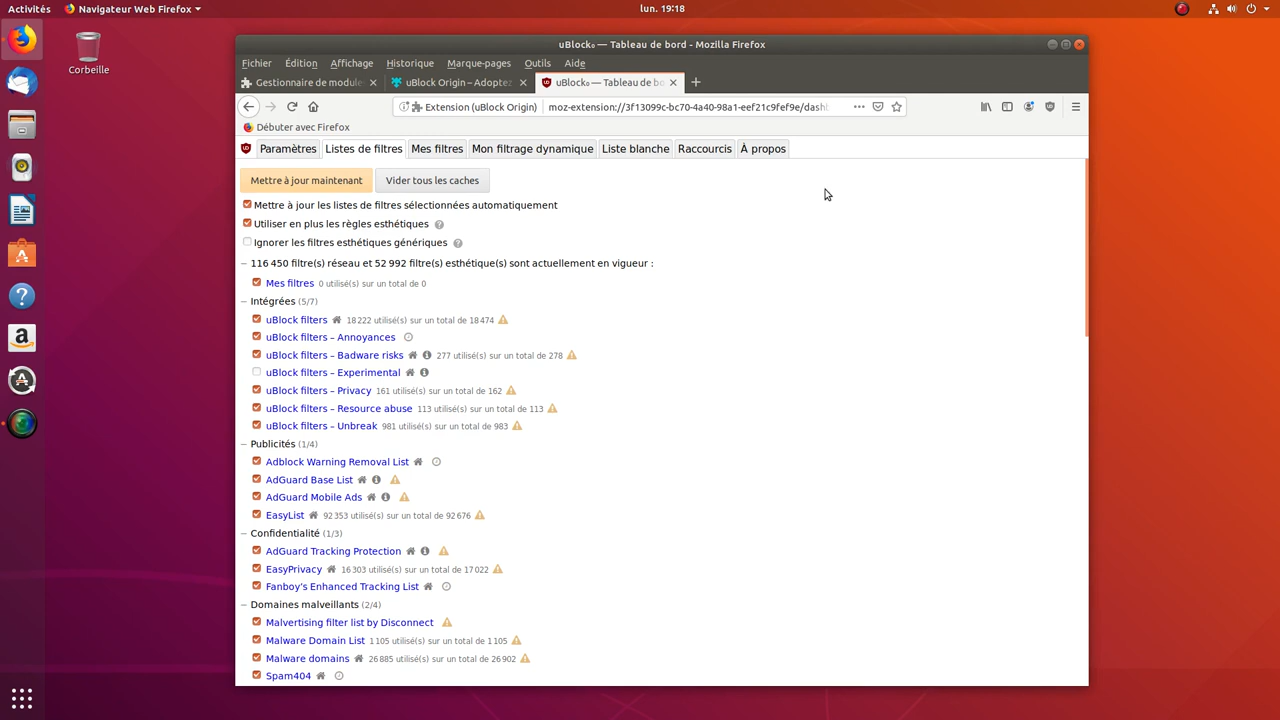 Activités Navigateur Web Firefox lun. 19:18
Corbeille
uBlock₀ — Tableau de bord - Mozilla Firefox
Fichier Édition Affichage Historique Marque-pages Outils Aide
Gestionnaire de module uBlock Origin – Adoptez uBlock₀ — Tableau de bo
Extension (uBlock Origin) moz-extension://3f13099c-bc70-4a40-98a1-eef21c9fef9e/dashb
Débuter avec Firefox
Paramètres Listes de filtres Mes filtres Mon filtrage dynamique Liste blanche Raccourcis À propos
Mettre à jour maintenant Vider tous les caches
Mettre à jour les listes de filtres sélectionnées automatiquement
Utiliser en plus les règles esthétiques
Ignorer les filtres esthétiques génériques
116 450 filtre(s) réseau et 52 992 filtre(s) esthétique(s) sont actuellement en vigueur :
Mes filtres 0 utilisé(s) sur un total de 0
Intégrées (5/7)
uBlock filters 18 222 utilisé(s) sur un total de 18 474
uBlock filters – Annoyances
uBlock filters – Badware risks 277 utilisé(s) sur un total de 278
uBlock filters – Experimental
uBlock filters – Privacy 161 utilisé(s) sur un total de 162
uBlock filters – Resource abuse 113 utilisé(s) sur un total de 113
uBlock filters – Unbreak 981 utilisé(s) sur un total de 983
Publicités (1/4)
Adblock Warning Removal List
AdGuard Base List
AdGuard Mobile Ads
EasyList 92 353 utilisé(s) sur un total de 92 676
Confidentialité (1/3)
AdGuard Tracking Protection
EasyPrivacy 16 303 utilisé(s) sur un total de 17 022
Fanboy's Enhanced Tracking List
Domaines malveillants (2/4)
Malvertising filter list by Disconnect
Malware Domain List 1 105 utilisé(s) sur un total de 1 105
Malware domains 26 885 utilisé(s) sur un total de 26 902
Spam404